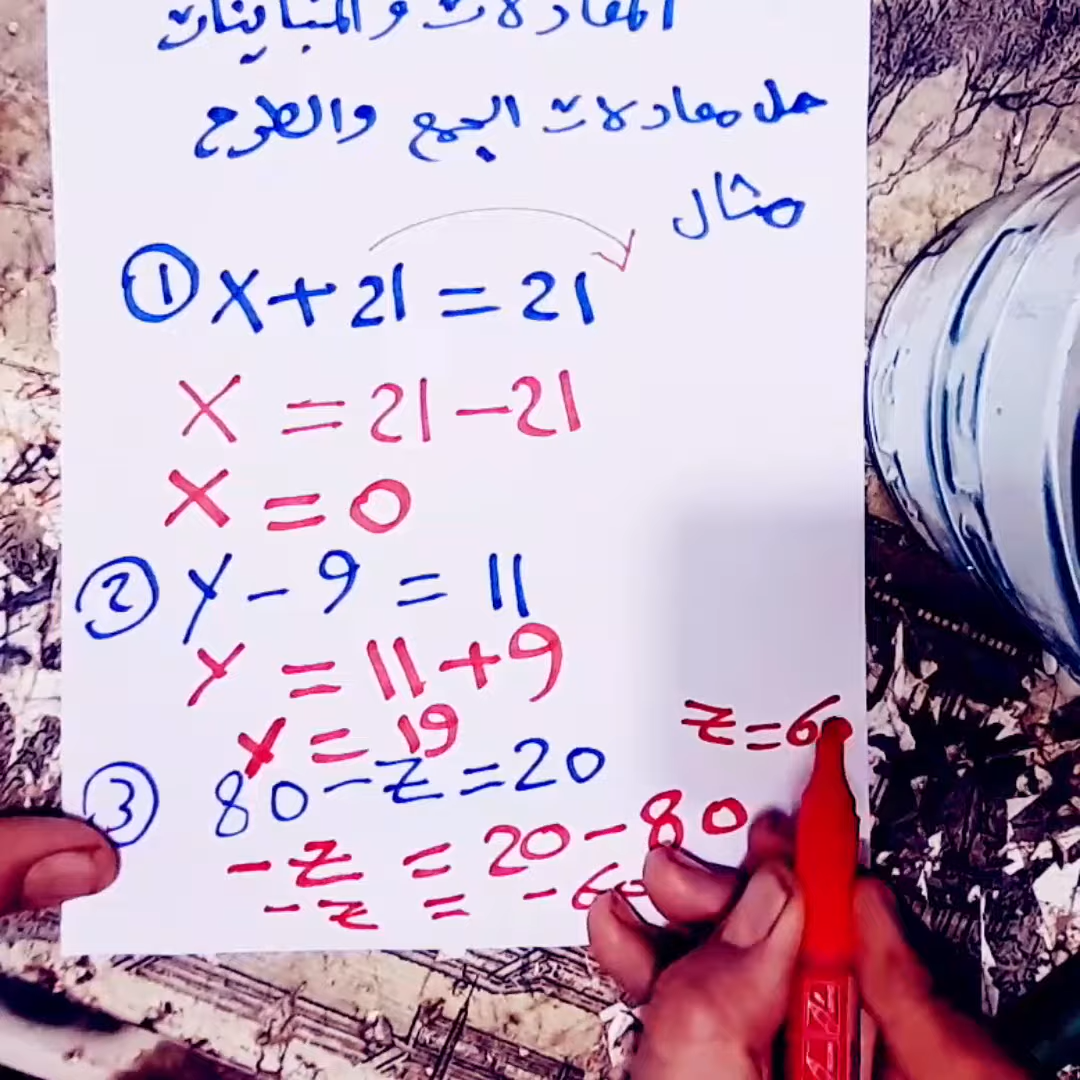 المعادلات والمتباينات
حل معادلات الجمع والطرح
مثال
① X + 21 = 21
X = 21 - 21
X = 0
② y - 9 = 11
y = 11 + 9
y = 19
③ 80 - z = 20
-z = 20 - 80
-z = -60
z = 60